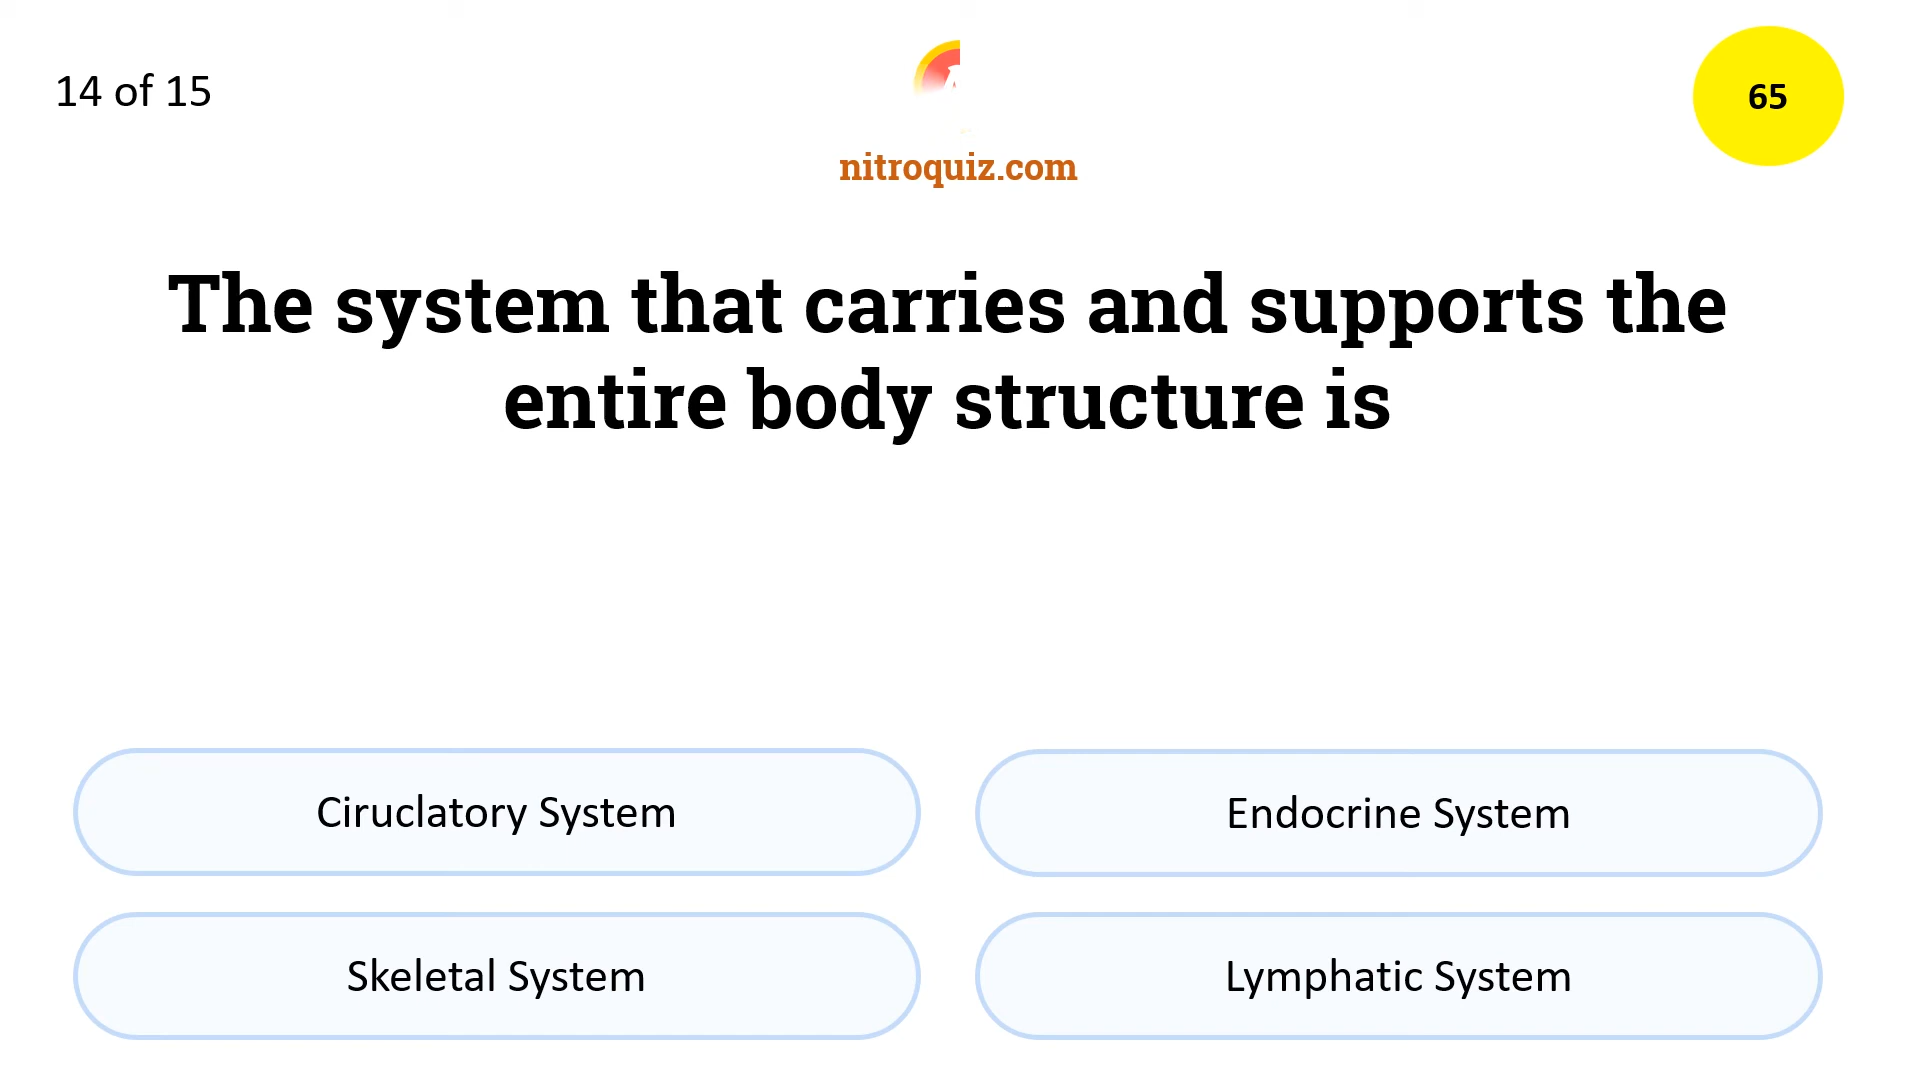 14 of 15
65
nitroquiz.com
The system that carries and supports the
entire body structure is
Ciruclatory System
Endocrine System
Skeletal System
Lymphatic System